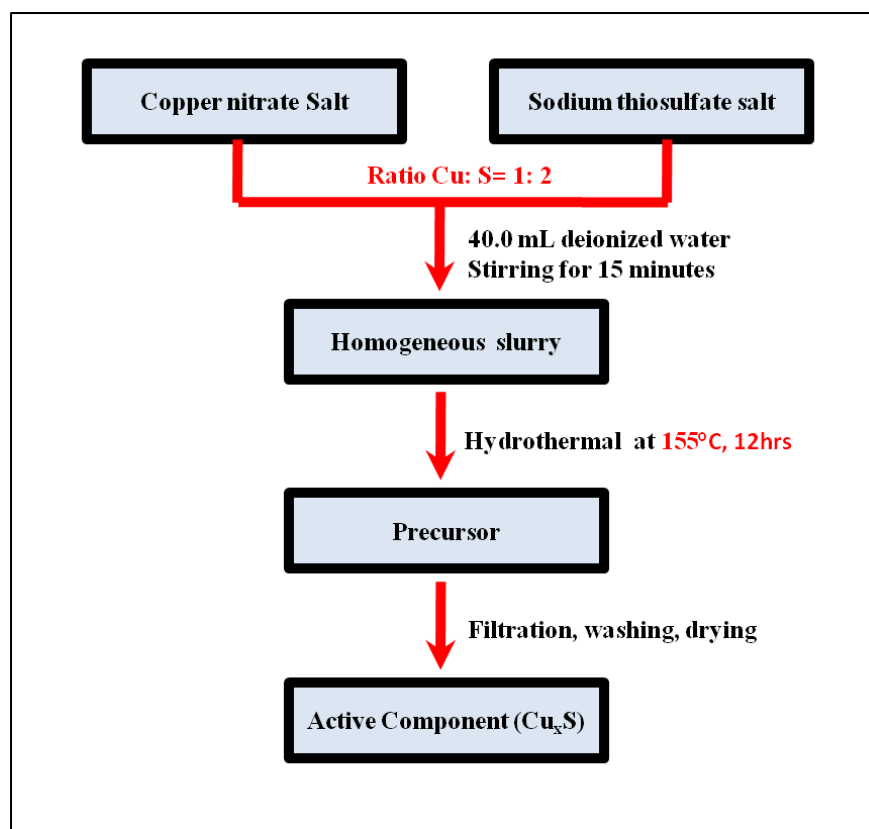 Copper nitrate Salt
Sodium thiosulfate salt
Ratio Cu: S= 1: 2
40.0 mL deionized water
Stirring for 15 minutes
Homogeneous slurry
Hydrothermal at 155°C, 12hrs
Precursor
Filtration, washing, drying
Active Component (CuₓS)